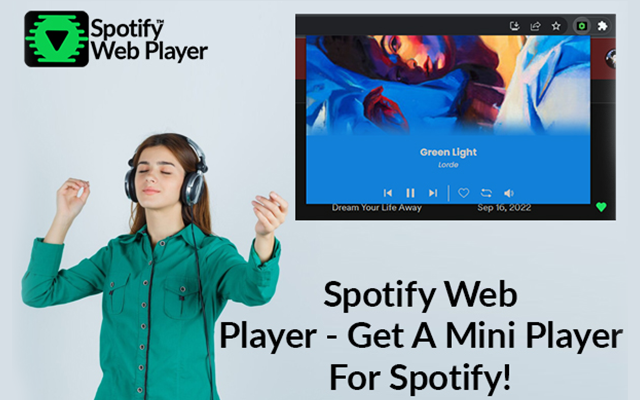 Spotify™
Web Player
Green Light
Lorde
Dream Your Life Away Sep 16, 2022
Spotify Web
Player - Get A Mini Player
For Spotify!